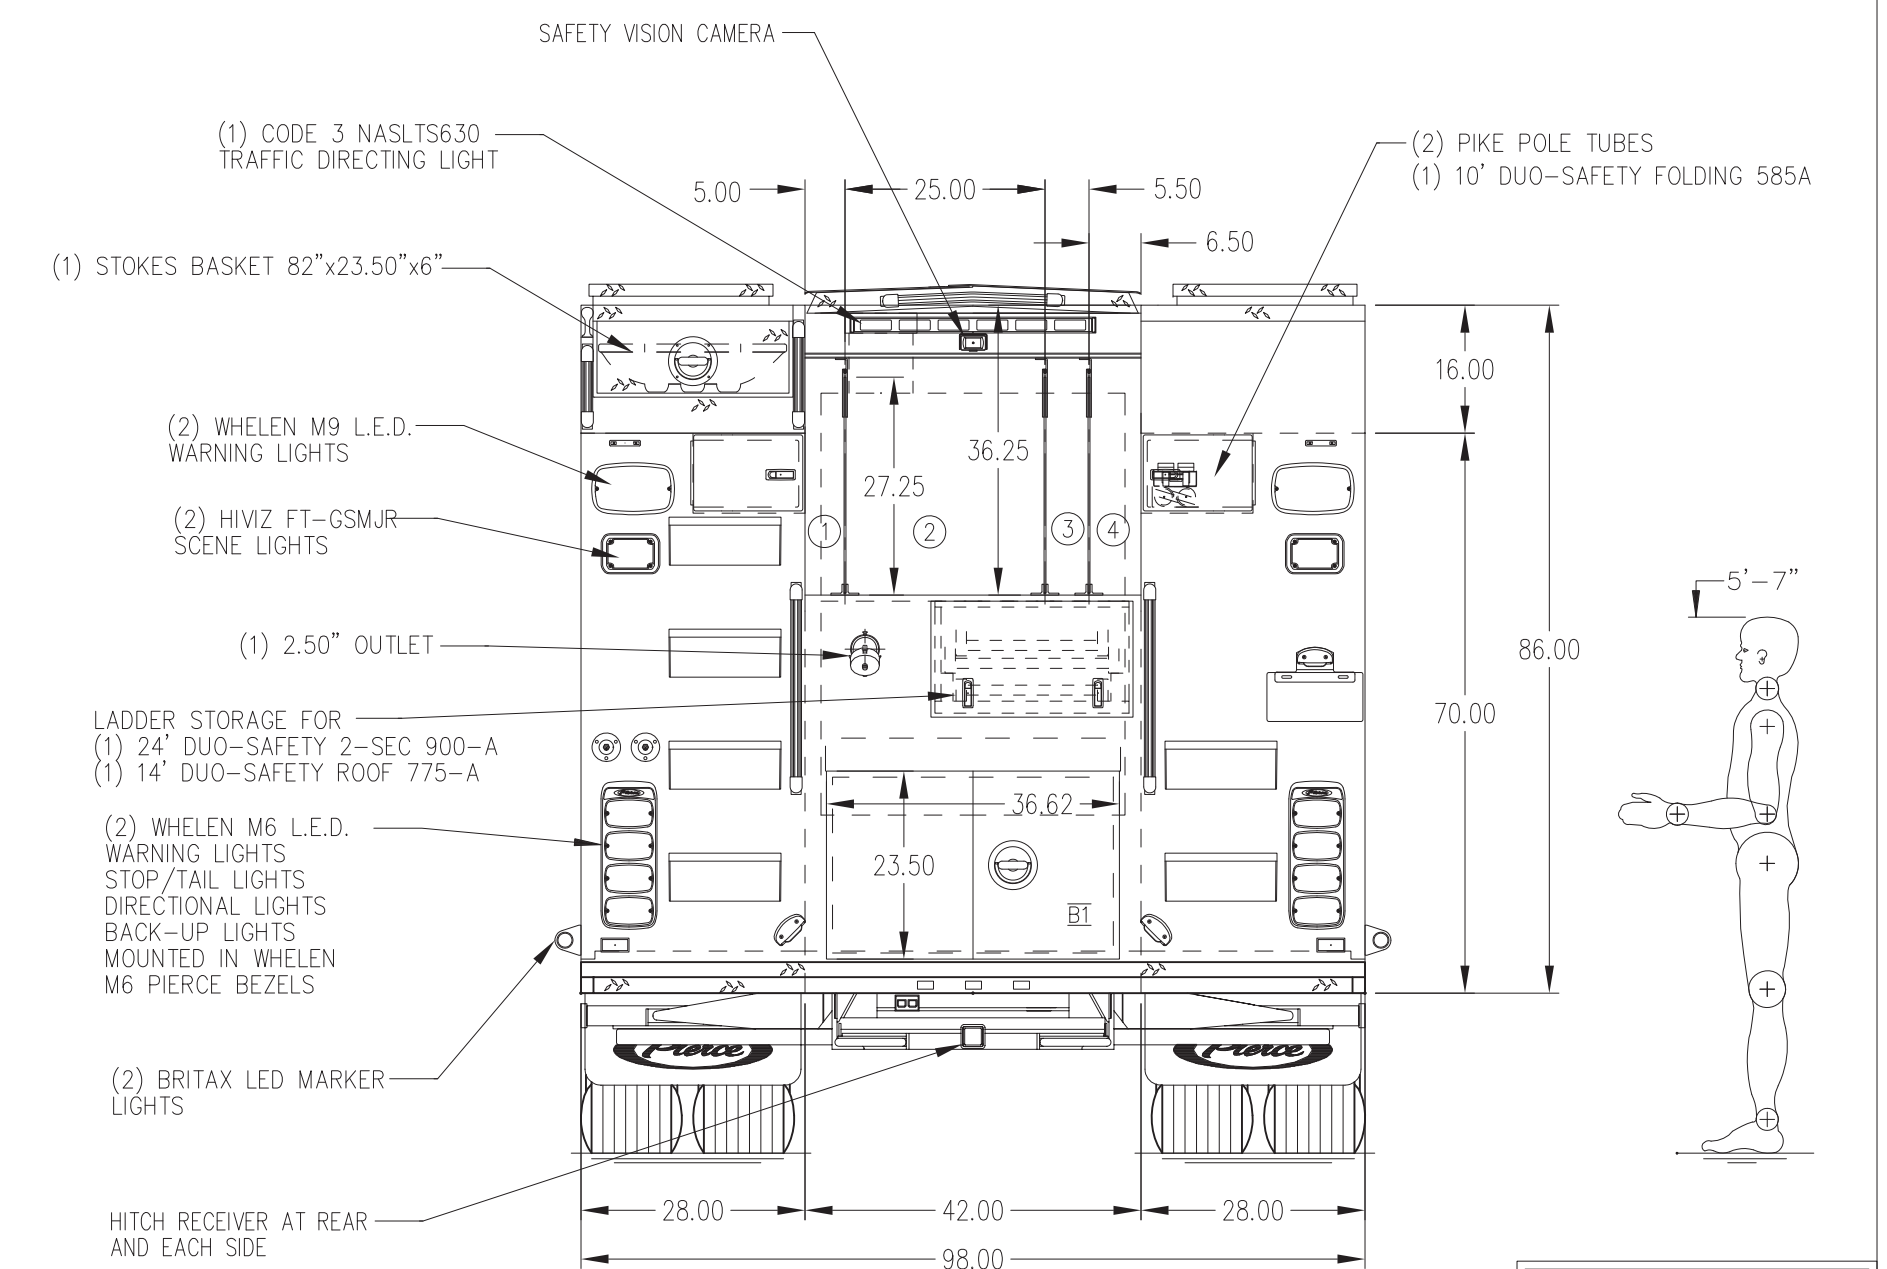 SAFETY VISION CAMERA
(1) CODE 3 NASLTS630
TRAFFIC DIRECTING LIGHT
(2) PIKE POLE TUBES
(1) 10' DUO-SAFETY FOLDING 585A
5.00
25.00
5.50
6.50
(1) STOKES BASKET 82"x23.50"x6"
16.00
(2) WHELEN M9 L.E.D.
WARNING LIGHTS
36.25
27.25
(2) HIVIZ FT-GSMJR
SCENE LIGHTS
1
2
3
4
5'-7"
(1) 2.50" OUTLET
86.00
70.00
LADDER STORAGE FOR
(1) 24' DUO-SAFETY 2-SEC 900-A
(1) 14' DUO-SAFETY ROOF 775-A
36.62
23.50
B1
(2) WHELEN M6 L.E.D.
WARNING LIGHTS
STOP/TAIL LIGHTS
DIRECTIONAL LIGHTS
BACK-UP LIGHTS
MOUNTED IN WHELEN
M6 PIERCE BEZELS
Pierce
Pierce
Pierce
Pierce
(2) BRITAX LED MARKER
LIGHTS
HITCH RECEIVER AT REAR
AND EACH SIDE
28.00
42.00
28.00
98.00